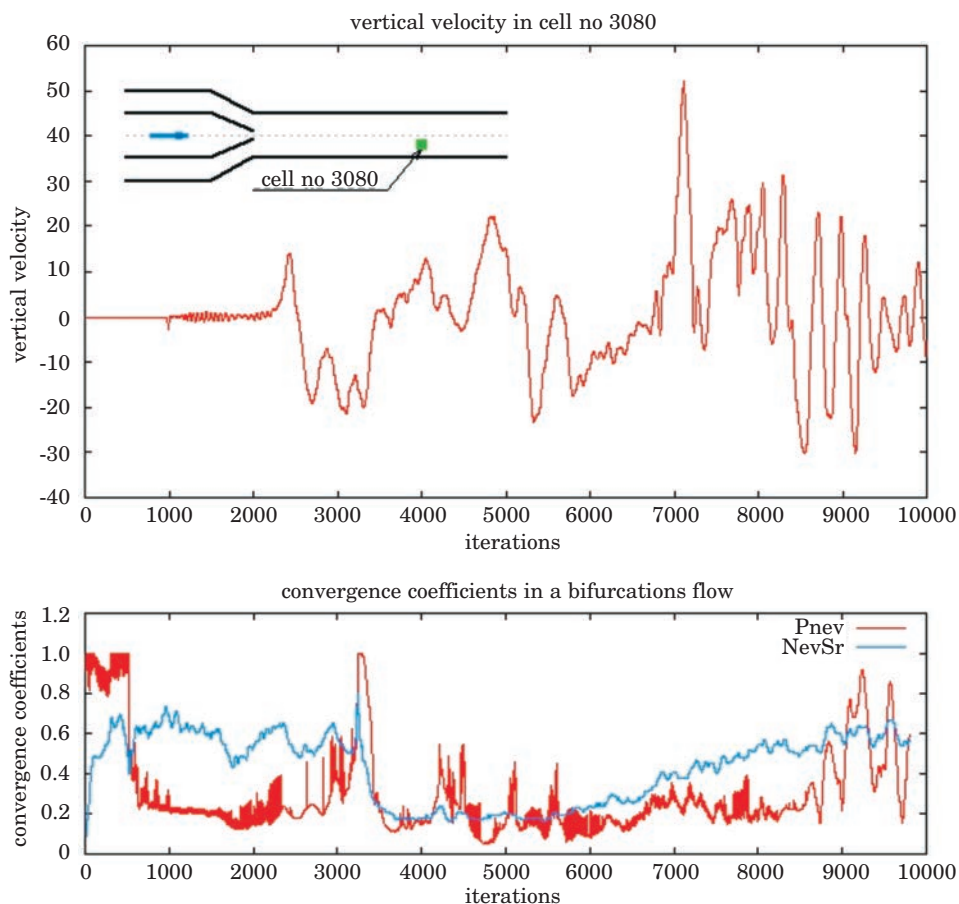 vertical velocity in cell no 3080
60
50
40
30
20
10
0
-10
-20
-30
-40
vertical velocity
cell no 3080
0 1000 2000 3000 4000 5000 6000 7000 8000 9000 10000
iterations
convergence coefficients in a bifurcations flow
1.2
1.0
0.8
0.6
0.4
0.2
0
convergence coefficients
Pnev
NevSr
0 1000 2000 3000 4000 5000 6000 7000 8000 9000 10000
iterations